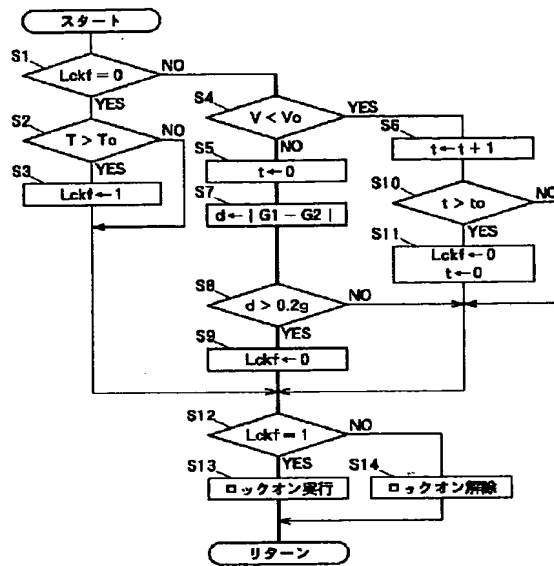 スタート
S1
Lckf = 0
NO
YES
S2
T > To
NO
YES
S3
Lckf ← 1
S4
V < Vo
YES
NO
S5
t ← 0
S6
t ← t + 1
S7
d ← | G1 − G2 |
S10
t > to
NO
YES
S11
Lckf ← 0
t ← 0
S8
d > 0.2g
NO
YES
S9
Lckf ← 0
S12
Lckf = 1
NO
YES
S13
ロックオン実行
S14
ロックオン解除
リターン